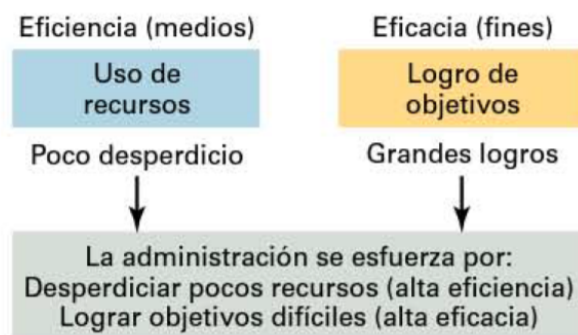 Eficiencia (medios)
Eficacia (fines)
Uso de
recursos
Logro de
objetivos
Poco desperdicio
Grandes logros
La administración se esfuerza por:
Desperdiciar pocos recursos (alta eficiencia)
Lograr objetivos difíciles (alta eficacia)